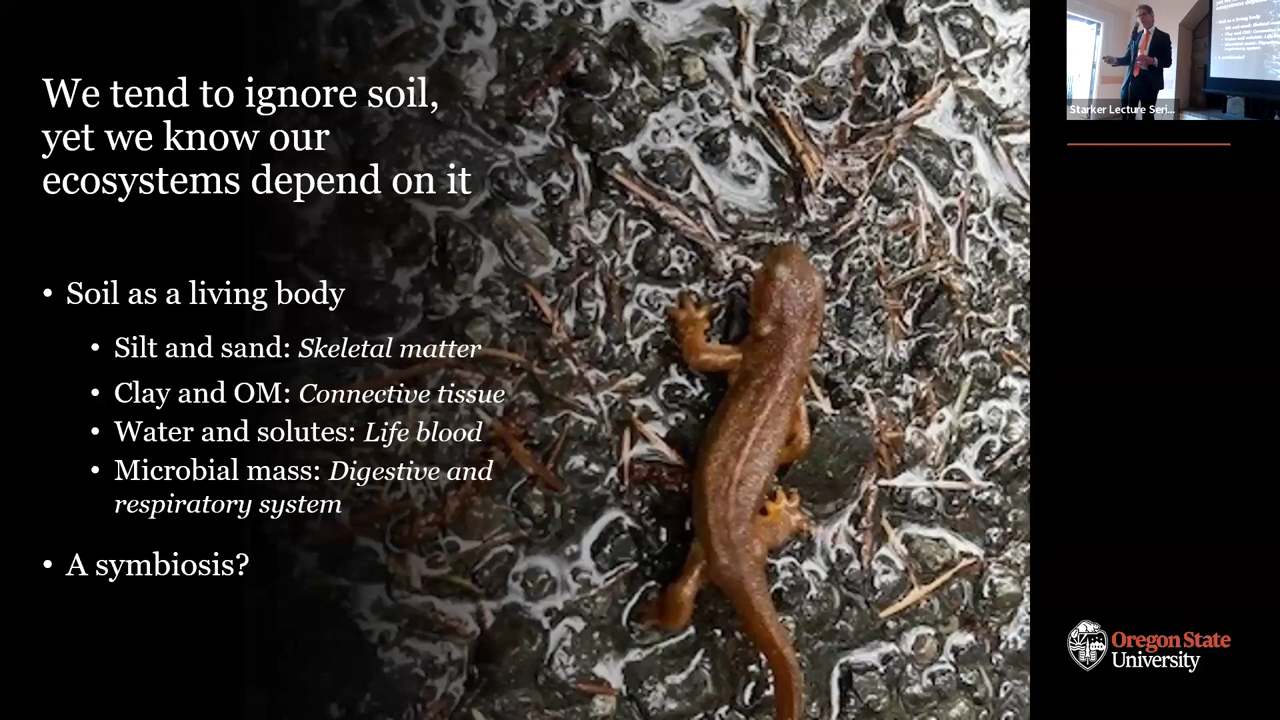 We tend to ignore soil,
yet we know our
ecosystems depend on it
• Soil as a living body
• Silt and sand: Skeletal matter
• Clay and OM: Connective tissue
• Water and solutes: Life blood
• Microbial mass: Digestive and
respiratory system
• A symbiosis?
Starker Lecture Seri...
Oregon State
University